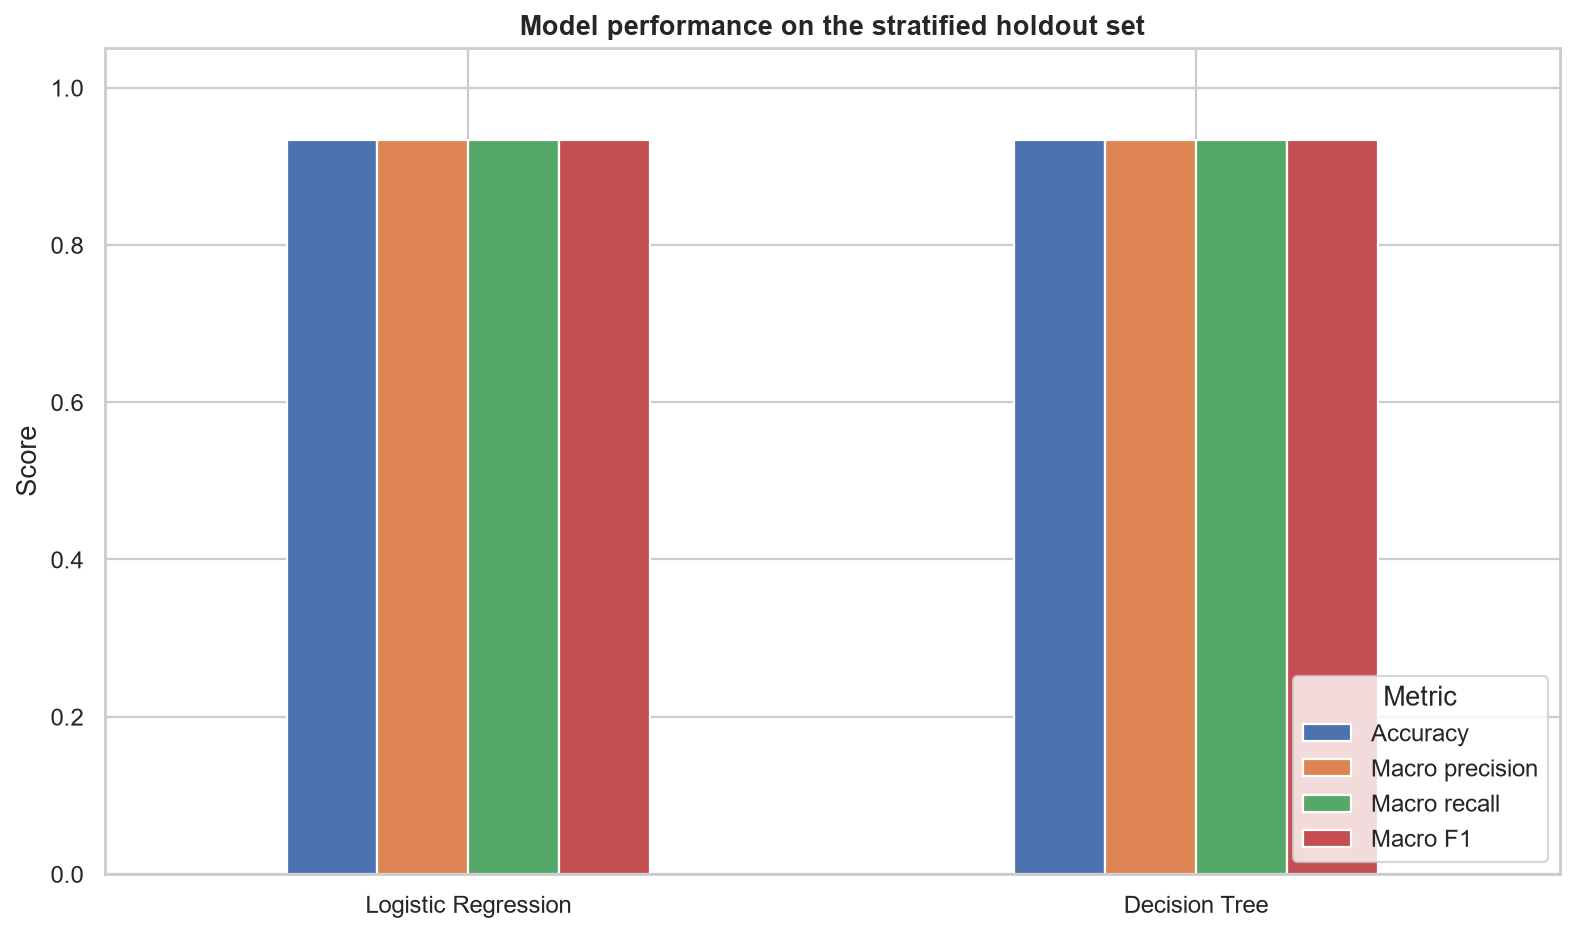 Model performance on the stratified holdout set
1.0
0.8
0.6
0.4
0.2
0.0
Score
Logistic Regression
Decision Tree
Metric
Accuracy
Macro precision
Macro recall
Macro F1